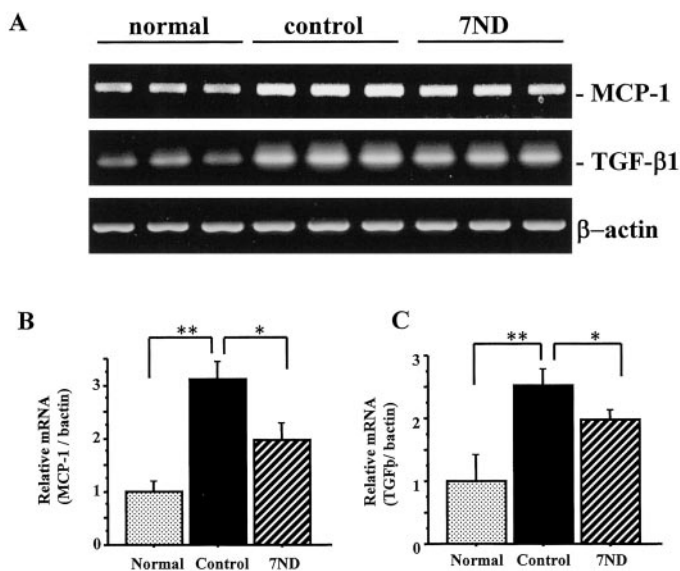 A
normal control 7ND
- MCP-1
- TGF-β1
β–actin
B
** *
Relative mRNA
(MCP-1 / bactin)
3
2
1
0
Normal Control 7ND
C
** *
Relative mRNA
(TGFβ/ bactin)
3
2
1
0
Normal Control 7ND